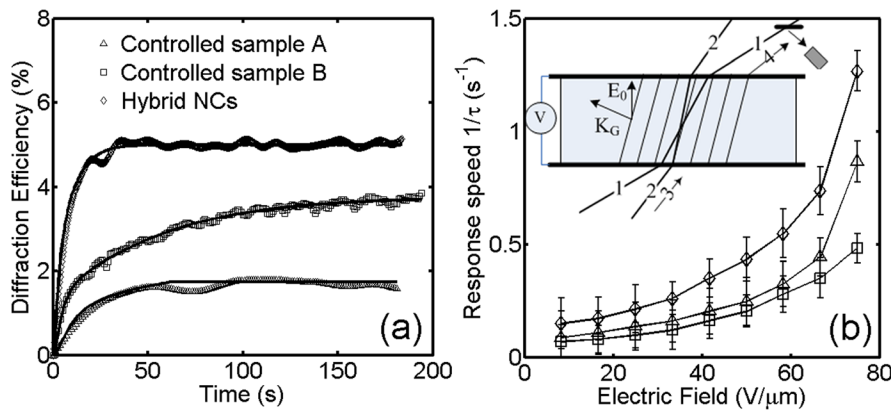 Diffraction Efficiency (%)
8
6
4
2
0
Controlled sample A
Controlled sample B
Hybrid NCs
(a)
0 50 100 150 200
Time (s)
Response speed 1/τ (s⁻¹)
1.5
1
0.5
0
2
1
4
E₀
V
K_G
1
2
3
(b)
0 20 40 60 80
Electric Field (V/μm)